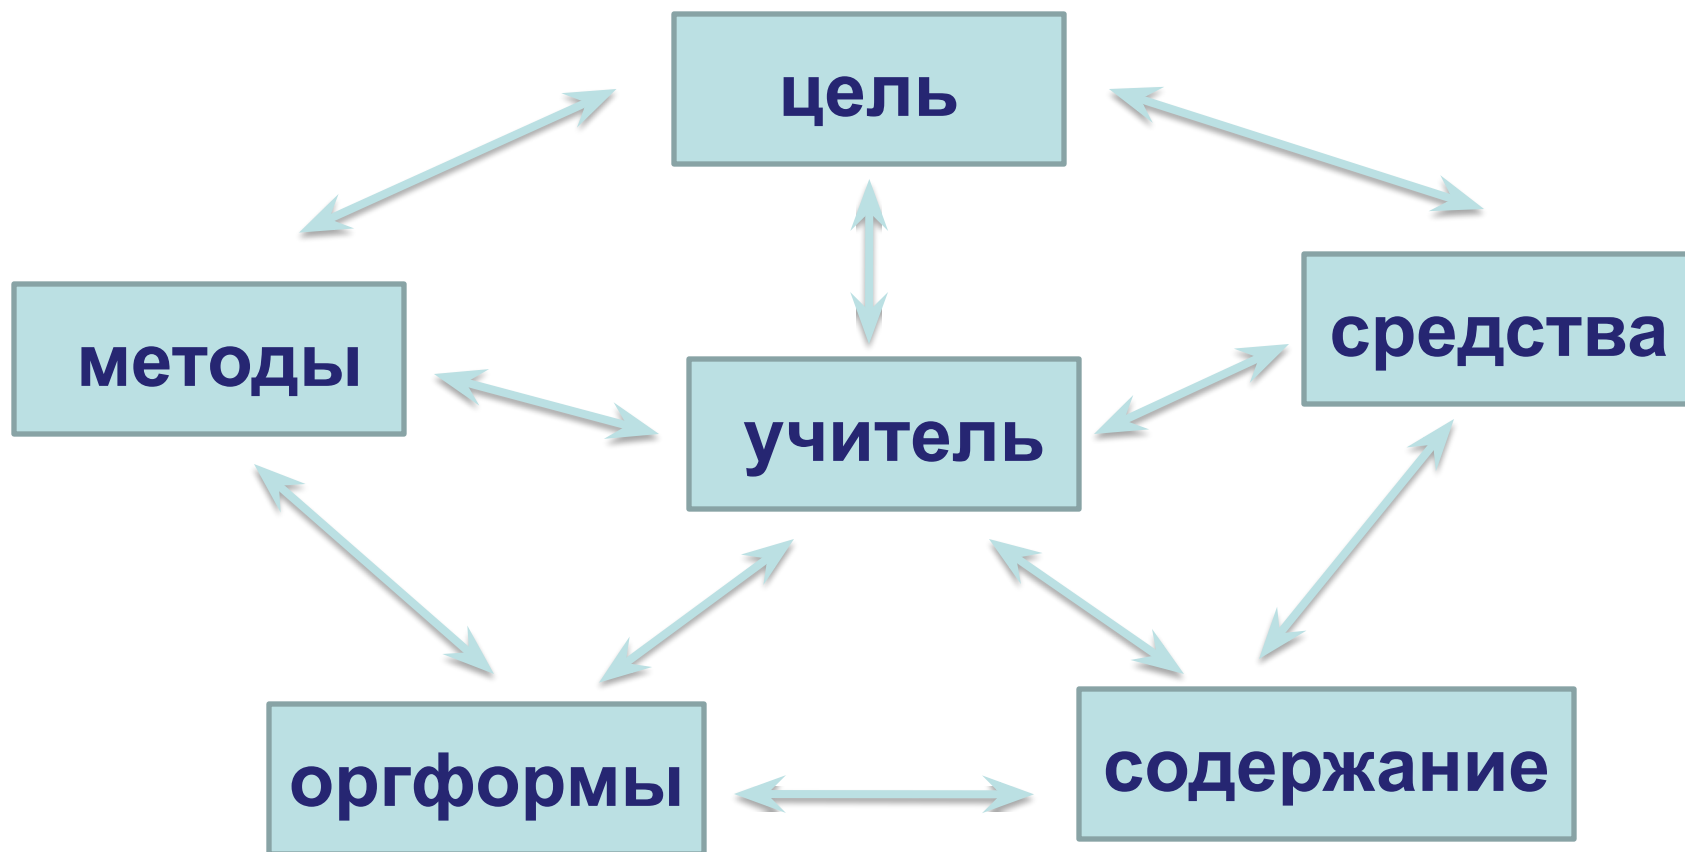 цель
средства
методы
учитель
содержание
оргформы